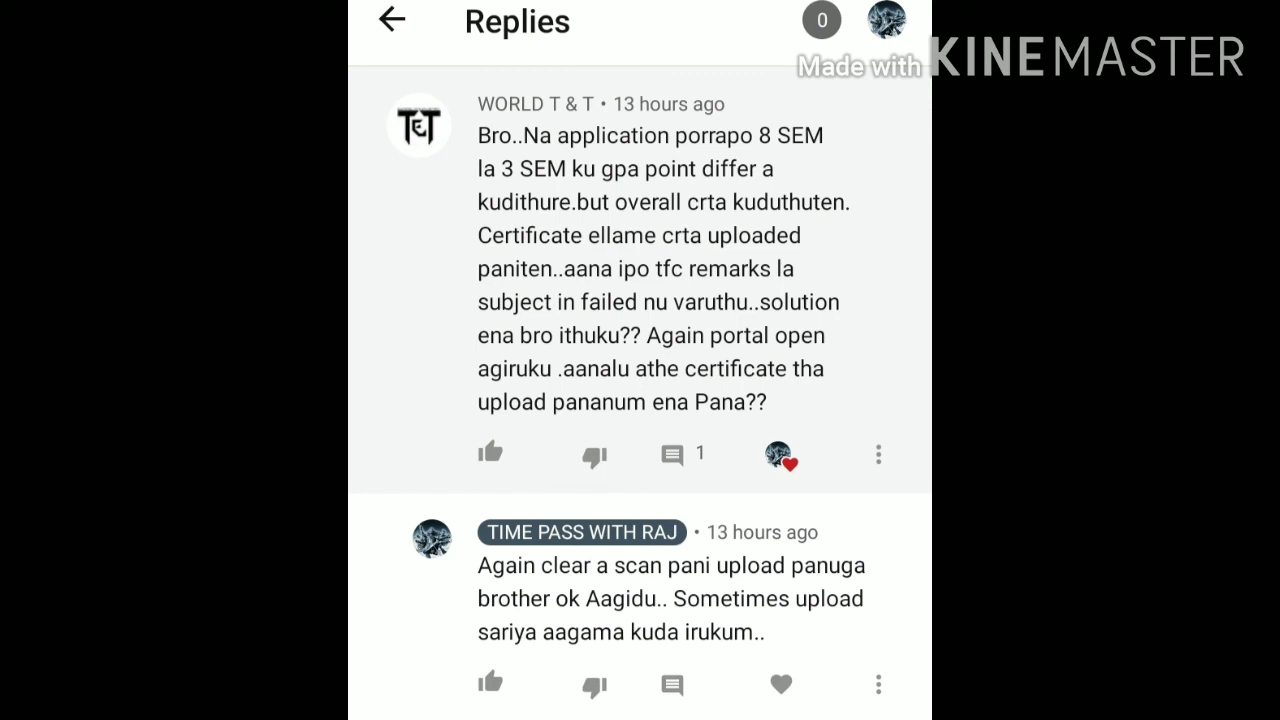 Replies
0
Made with KINEMASTER
T&T
WORLD T & T • 13 hours ago
Bro..Na application porrapo 8 SEM
la 3 SEM ku gpa point differ a
kudithure.but overall crta kuduthuten.
Certificate ellame crta uploaded
paniten..aana ipo tfc remarks la
subject in failed nu varuthu..solution
ena bro ithuku?? Again portal open
agiruku .aanalu athe certificate tha
upload pananum ena Pana??
1
TIME PASS WITH RAJ • 13 hours ago
Again clear a scan pani upload panuga
brother ok Aagidu.. Sometimes upload
sariya aagama kuda irukum..